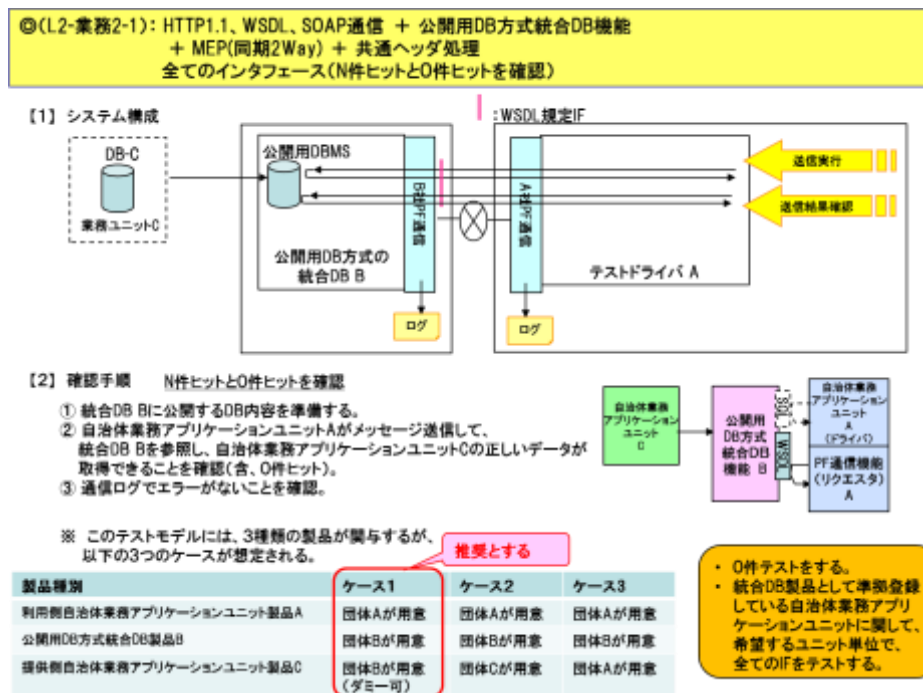 ◎(L2-業務2-1): HTTP1.1、WSDL、SOAP通信 + 公開用DB方式統合DB機能
+ MEP(同期2Way) + 共通ヘッダ処理
全てのインタフェース(N件ヒットと0件ヒットを確認)
【1】 システム構成
:WSDL規定IF
DB-C
業務ユニットC
公開用DBMS
公開用DB方式の
統合DB B
B社PF通信
A社PF通信
テストドライバ A
送信実行
送信結果確認
ログ
ログ
【2】 確認手順 N件ヒットと0件ヒットを確認
① 統合DB Bに公開するDB内容を準備する。
② 自治体業務アプリケーションユニットAがメッセージ送信して、
統合DB Bを参照し、自治体業務アプリケーションユニットCの正しいデータが
取得できることを確認(含、0件ヒット)。
③ 通信ログでエラーがないことを確認。
自治体業務
アプリケーション
ユニット
C
公開用
DB方式
統合DB
機能 B
SQL
WSDL
自治体業務
アプリケーション
ユニット
A
(ドライバ)
PF通信機能
(リクエスタ)
A
※ このテストモデルには、3種類の製品が関与するが、
以下の3つのケースが想定される。
推奨とする
製品種別 ケース1 ケース2 ケース3
利用側自治体業務アプリケーションユニット製品A 団体Aが用意 団体Aが用意 団体Aが用意
公開用DB方式統合DB製品B 団体Bが用意 団体Bが用意 団体Bが用意
提供側自治体業務アプリケーションユニット製品C 団体Bが用意 団体Cが用意 団体Aが用意
(ダミー可)
・ 0件テストをする。
・ 統合DB製品として準拠登録
している自治体業務アプリ
ケーションユニットに関して、
希望するユニット単位で、
全てのIFをテストする。